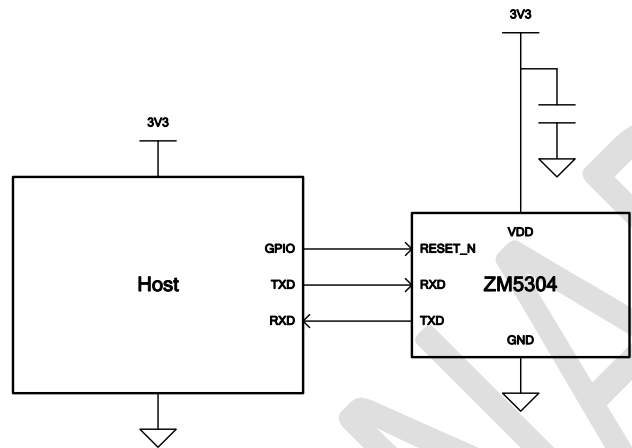 3V3
3V3
VDD
GPIO
RESET_N
Host
TXD
RXD
ZM5304
RXD
TXD
GND